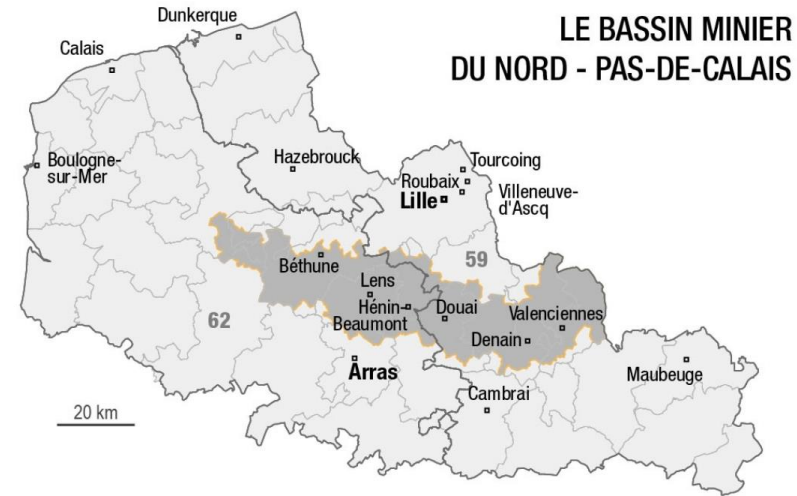 LE BASSIN MINIER
DU NORD - PAS-DE-CALAIS
Dunkerque
Calais
Boulogne-
sur-Mer
Hazebrouck
Tourcoing
Roubaix
Lille
Villeneuve-
d'Ascq
59
Béthune
Lens
Hénin-
Beaumont
Douai
Valenciennes
Denain
62
Arras
Maubeuge
Cambrai
20 km